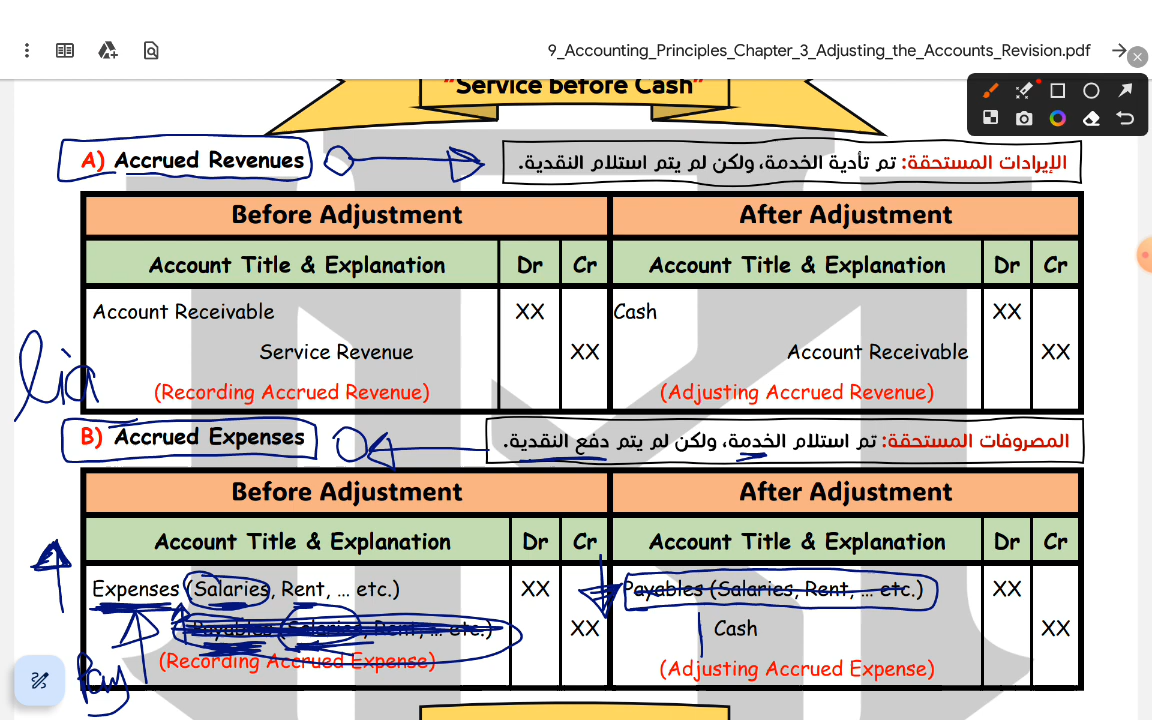 9_Accounting_Principles_Chapter_3_Adjusting_the_Accounts_Revision.pdf
"Service before Cash"
A) Accrued Revenues
الإيرادات المستحقة: تم تأدية الخدمة، ولكن لم يتم استلام النقدية.
Before Adjustment After Adjustment
Account Title & Explanation Dr Cr Account Title & Explanation Dr Cr
Account Receivable XX Cash XX
Service Revenue XX Account Receivable XX
(Recording Accrued Revenue) (Adjusting Accrued Revenue)
lia
B) Accrued Expenses
المصروفات المستحقة: تم استلام الخدمة، ولكن لم يتم دفع النقدية.
Before Adjustment After Adjustment
Account Title & Explanation Dr Cr Account Title & Explanation Dr Cr
Expenses (Salaries, Rent, ... etc.) XX Payables (Salaries, Rent, ... etc.) XX
Payables (Salaries, Rent, ... etc.) XX Cash XX
(Recording Accrued Expense) (Adjusting Accrued Expense)
Pay